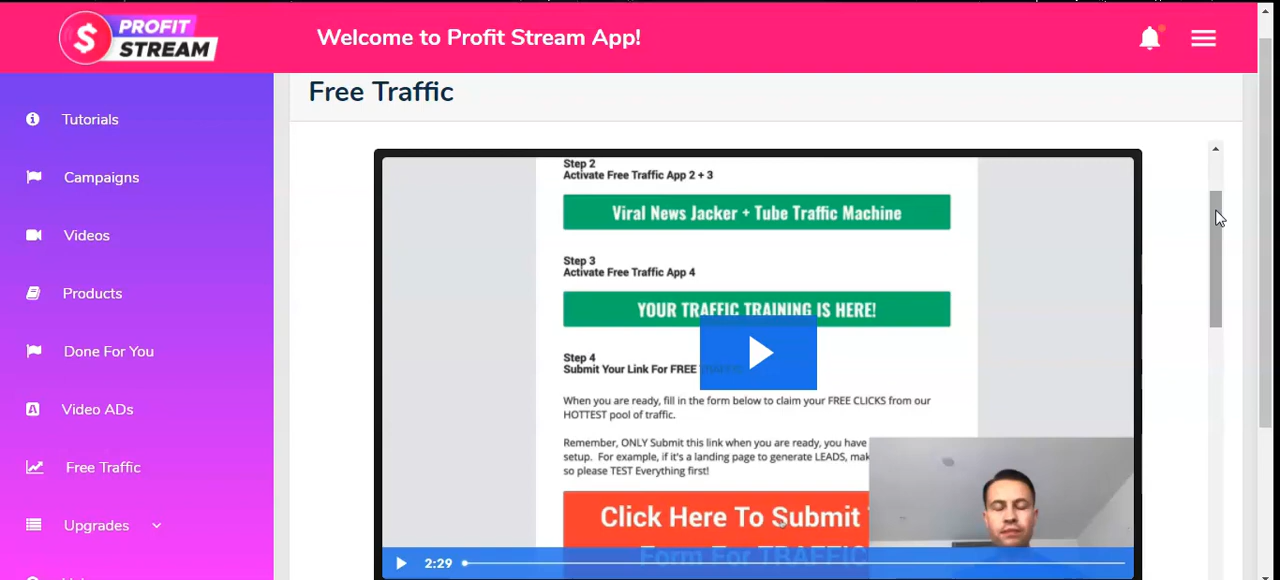 PROFIT
STREAM
Welcome to Profit Stream App!
Free Traffic
Tutorials
Campaigns
Videos
Products
Done For You
Video ADs
Free Traffic
Upgrades
Step 2
Activate Free Traffic App 2 + 3
Viral News Jacker + Tube Traffic Machine
Step 3
Activate Free Traffic App 4
YOUR TRAFFIC TRAINING IS HERE!
Step 4
Submit Your Link For FREE
When you are ready, fill in the form below to claim your FREE CLICKS from our
HOTTEST pool of traffic.
Remember, ONLY Submit this link when you are ready, you have
setup. For example, if it's a landing page to generate LEADS,
so please TEST Everything first!
Click Here To Submit
Form For TRAFFIC
2:29